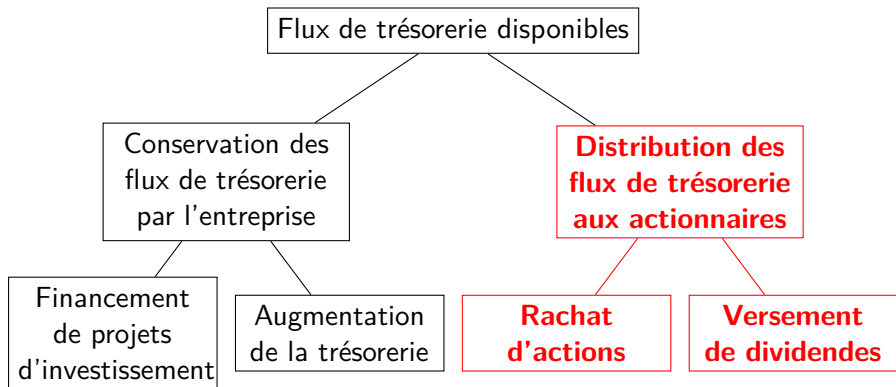 Flux de trésorerie disponibles
Conservation des
flux de trésorerie
par l'entreprise
Distribution des
flux de trésorerie
aux actionnaires
Financement
de projets
d'investissement
Augmentation
de la trésorerie
Rachat
d'actions
Versement
de dividendes